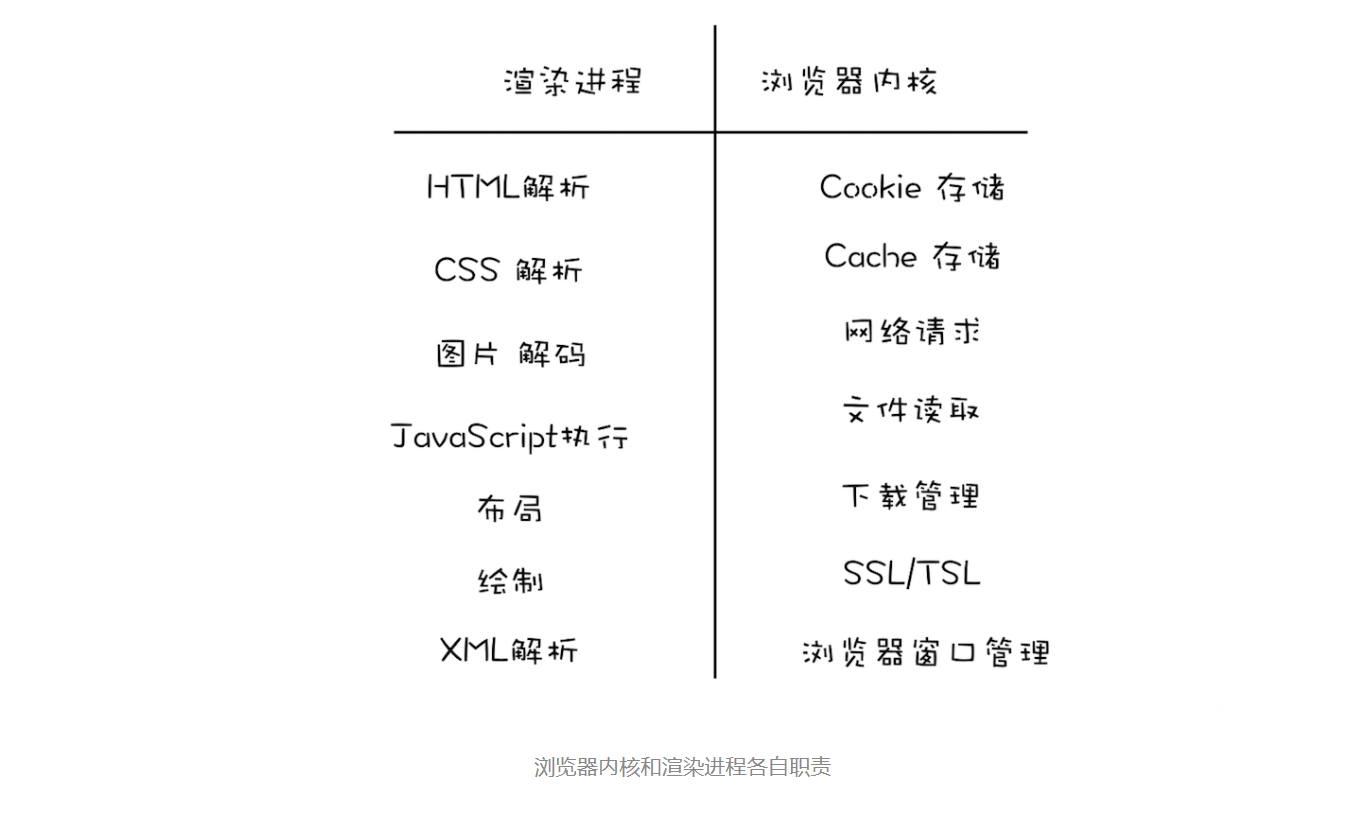 渲染进程 浏览器内核
HTML解析 Cookie 存储
CSS 解析 Cache 存储
图片 解码 网络请求
JavaScript执行 文件读取
布局 下载管理
绘制 SSL/TSL
XML解析 浏览器窗口管理
浏览器内核和渲染进程各自职责